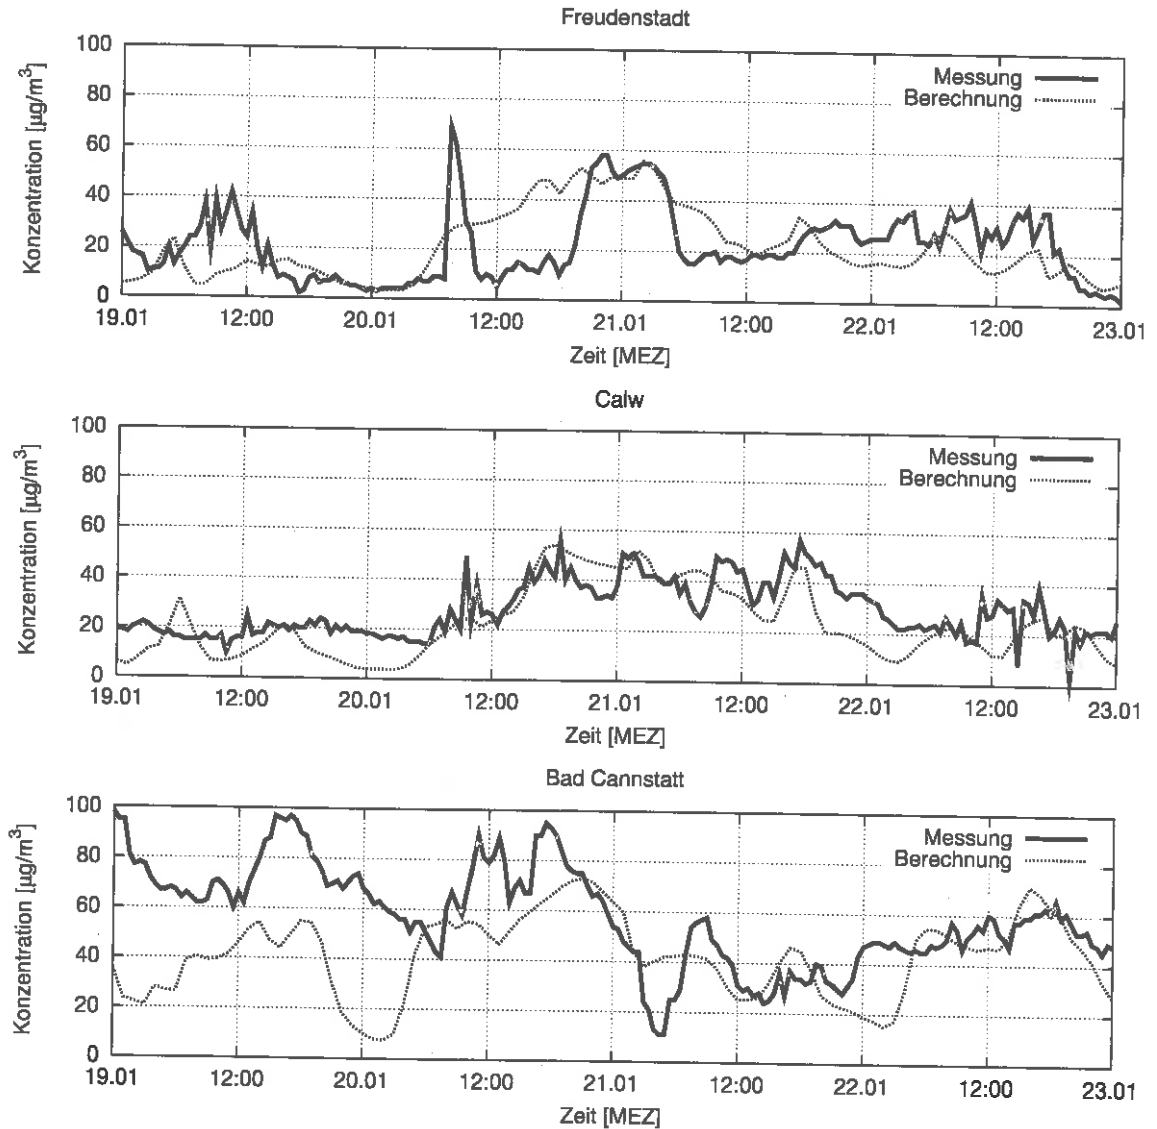 Freudenstadt
100
80
60
40
20
0
Konzentration [µg/m³]
Messung
Berechnung
19.01 12:00 20.01 12:00 21.01 12:00 22.01 12:00 23.01
Zeit [MEZ]
Calw
100
80
60
40
20
0
Konzentration [µg/m³]
Messung
Berechnung
19.01 12:00 20.01 12:00 21.01 12:00 22.01 12:00 23.01
Zeit [MEZ]
Bad Cannstatt
100
80
60
40
20
0
Konzentration [µg/m³]
Messung
Berechnung
19.01 12:00 20.01 12:00 21.01 12:00 22.01 12:00 23.01
Zeit [MEZ]